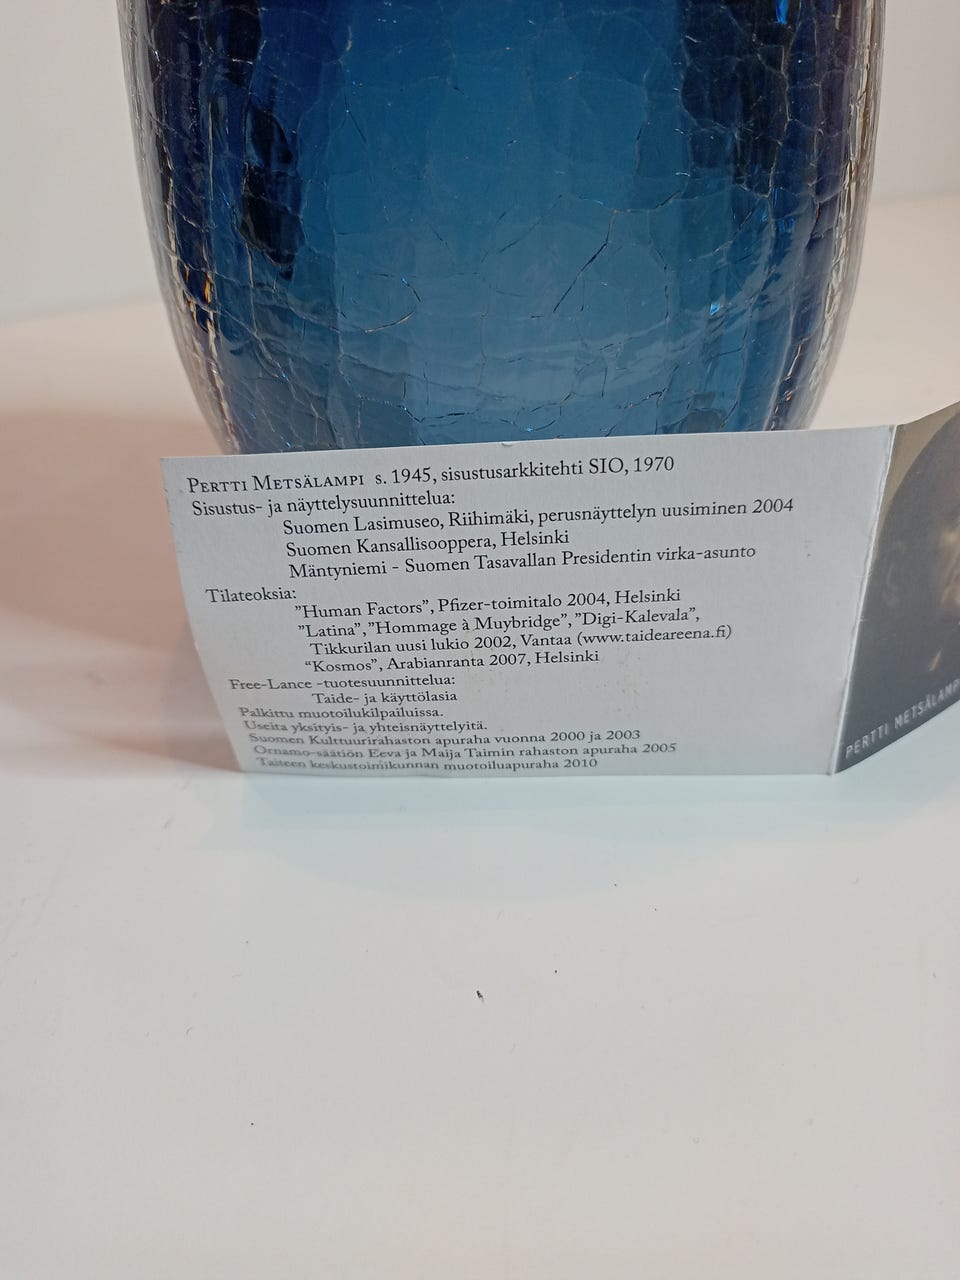 PERTTI METSÄLAMPI s. 1945, sisustusarkkitehti SIO, 1970
Sisustus- ja näyttelysuunnittelua:
Suomen Lasimuseo, Riihimäki, perusnäyttelyn uusiminen 2004
Suomen Kansallisooppera, Helsinki
Mäntyniemi - Suomen Tasavallan Presidentin virka-asunto
Tilateoksia:
"Human Factors", Pfizer-toimitalo 2004, Helsinki
"Latina", "Hommage à Muybridge", "Digi-Kalevala",
Tikkurilan uusi lukio 2002, Vantaa (www.taideareena.fi)
"Kosmos", Arabianranta 2007, Helsinki
Free-Lance -tuotesuunnittelua:
Taide- ja käyttölasia
Palkittu muotoilukilpailuissa.
Useita yksityis- ja yhteisnäyttelyitä.
Suomen Kulttuurirahaston apuraha vuonna 2000 ja 2003
Ornamo-säätiön Eeva ja Maija Taimin rahaston apuraha 2005
Taiteen keskustoimikunnan muotoiluapuraha 2010
PERTTI METSÄLAMPI